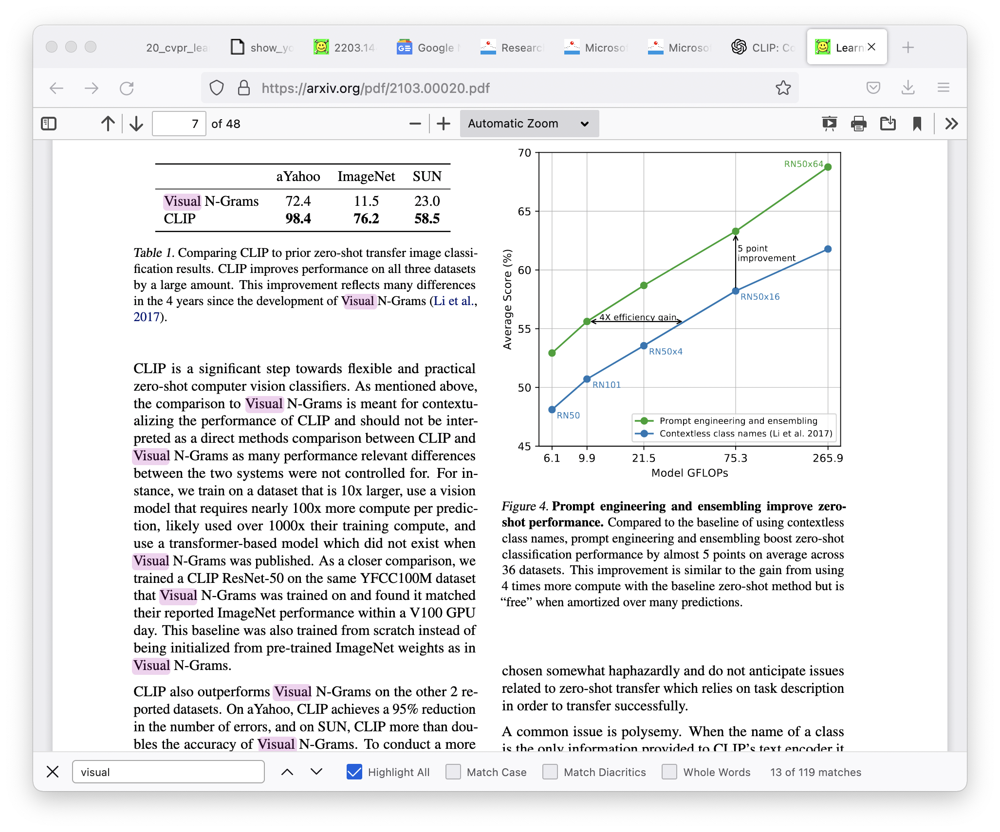 20_cvpr_lea
show_yo
2203.14
Google
Researc
Microso
Microso
CLIP: Co
Learn
https://arxiv.org/pdf/2103.00020.pdf
7 of 48
Automatic Zoom
aYahoo ImageNet SUN
Visual N-Grams 72.4 11.5 23.0
CLIP 98.4 76.2 58.5
Table 1. Comparing CLIP to prior zero-shot transfer image classi-
fication results. CLIP improves performance on all three datasets
by a large amount. This improvement reflects many differences
in the 4 years since the development of Visual N-Grams (Li et al.,
2017).
CLIP is a significant step towards flexible and practical
zero-shot computer vision classifiers. As mentioned above,
the comparison to Visual N-Grams is meant for contextu-
alizing the performance of CLIP and should not be inter-
preted as a direct methods comparison between CLIP and
Visual N-Grams as many performance relevant differences
between the two systems were not controlled for. For in-
stance, we train on a dataset that is 10x larger, use a vision
model that requires nearly 100x more compute per predic-
tion, likely used over 1000x their training compute, and
use a transformer-based model which did not exist when
Visual N-Grams was published. As a closer comparison, we
trained a CLIP ResNet-50 on the same YFCC100M dataset
that Visual N-Grams was trained on and found it matched
their reported ImageNet performance within a V100 GPU
day. This baseline was also trained from scratch instead of
being initialized from pre-trained ImageNet weights as in
Visual N-Grams.
CLIP also outperforms Visual N-Grams on the other 2 re-
ported datasets. On aYahoo, CLIP achieves a 95% reduction
in the number of errors, and on SUN, CLIP more than dou-
bles the accuracy of Visual N-Grams. To conduct a more
70
65
60
55
50
45
Average Score (%)
RN50x64
5 point
improvement
RN50x16
4X efficiency gain
RN50x4
RN101
RN50
Prompt engineering and ensembling
Contextless class names (Li et al. 2017)
6.1 9.9 21.5 75.3 265.9
Model GFLOPs
Figure 4. Prompt engineering and ensembling improve zero-
shot performance. Compared to the baseline of using contextless
class names, prompt engineering and ensembling boost zero-shot
classification performance by almost 5 points on average across
36 datasets. This improvement is similar to the gain from using
4 times more compute with the baseline zero-shot method but is
“free” when amortized over many predictions.
chosen somewhat haphazardly and do not anticipate issues
related to zero-shot transfer which relies on task description
in order to transfer successfully.
A common issue is polysemy. When the name of a class
is the only information provided to CLIP’s text encoder it
visual
Highlight All
Match Case
Match Diacritics
Whole Words
13 of 119 matches